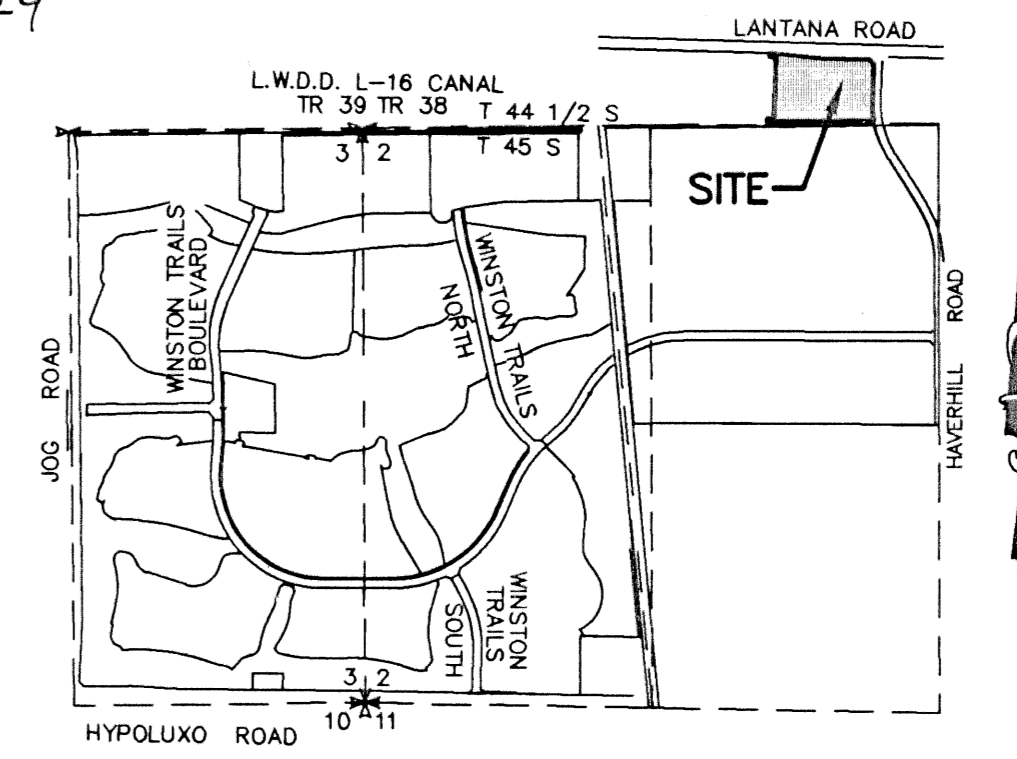 29
LANTANA ROAD
L.W.D.D. L-16 CANAL
TR 39 TR 38 T 44 1/2 S
3 2 T 45 S
SITE
WINSTON TRAILS
BOULEVARD
WINSTON TRAILS
NORTH
JOG ROAD
HAVERHILL ROAD
WINSTON
TRAILS
SOUTH
3 2
10 11
HYPOLUXO ROAD